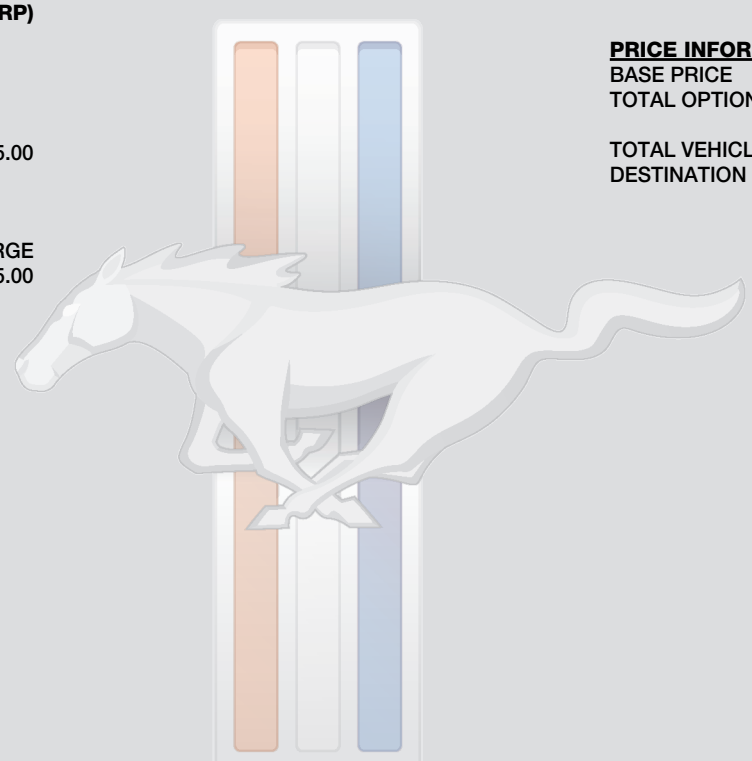 RP)
5.00
RGE
5.00
PRICE INFOR
BASE PRICE
TOTAL OPTION
TOTAL VEHICL
DESTINATION